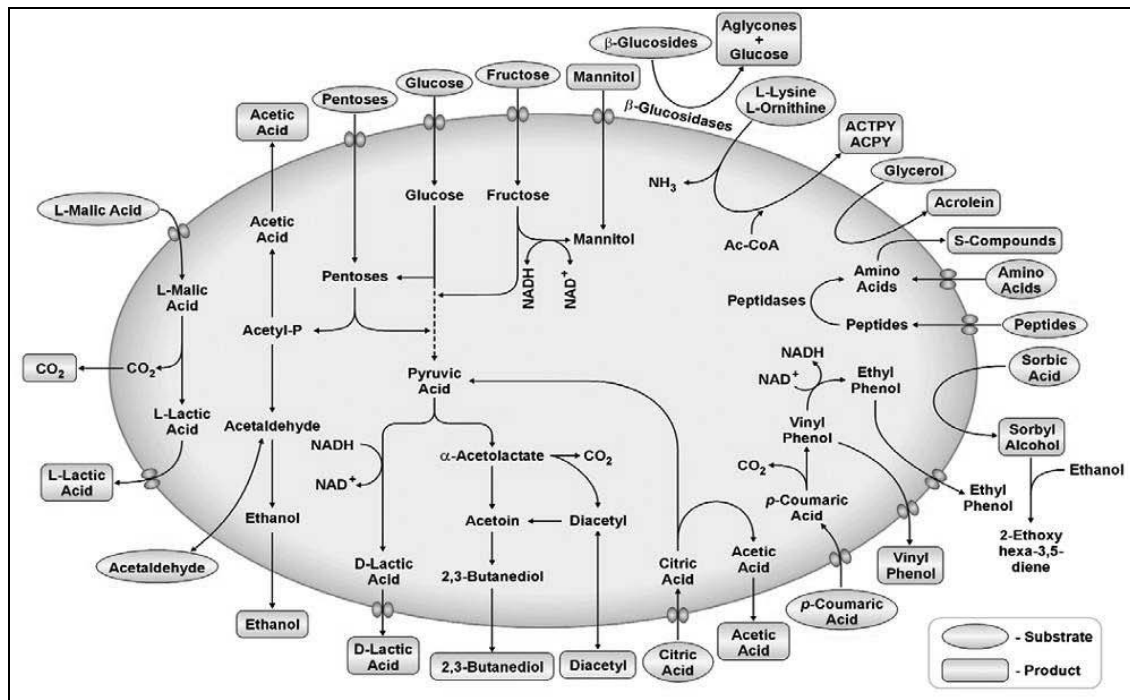 β-Glucosides
Aglycones
+
Glucose
Pentoses
Glucose
Fructose
Mannitol
β-Glucosidases
L-Lysine
L-Ornithine
Acetic
Acid
ACTPY
ACPY
NH3
Glycerol
L-Malic Acid
Acetic
Acid
Glucose
Fructose
Mannitol
Ac-CoA
Acrolein
S-Compounds
Pentoses
NADH
NAD+
Amino
Acids
Amino
Acids
L-Malic
Acid
Peptidases
Acetyl-P
Peptides
Peptides
CO2
CO2
Pyruvic
Acid
NADH
NAD+
Ethyl
Phenol
Sorbic
Acid
L-Lactic
Acid
Acetaldehyde
NADH
NAD+
α-Acetolactate
CO2
Vinyl
Phenol
Sorbyl
Alcohol
L-Lactic
Acid
CO2
Ethanol
p-Coumaric
Acid
Ethyl
Phenol
Ethanol
Acetoin
Diacetyl
2-Ethoxy
hexa-3,5-
diene
Acetaldehyde
D-Lactic
Acid
2,3-Butanediol
Citric
Acid
Acetic
Acid
Vinyl
Phenol
p-Coumaric
Acid
Ethanol
D-Lactic
Acid
2,3-Butanediol
Diacetyl
Citric
Acid
Acetic
Acid
- Substrate
- Product